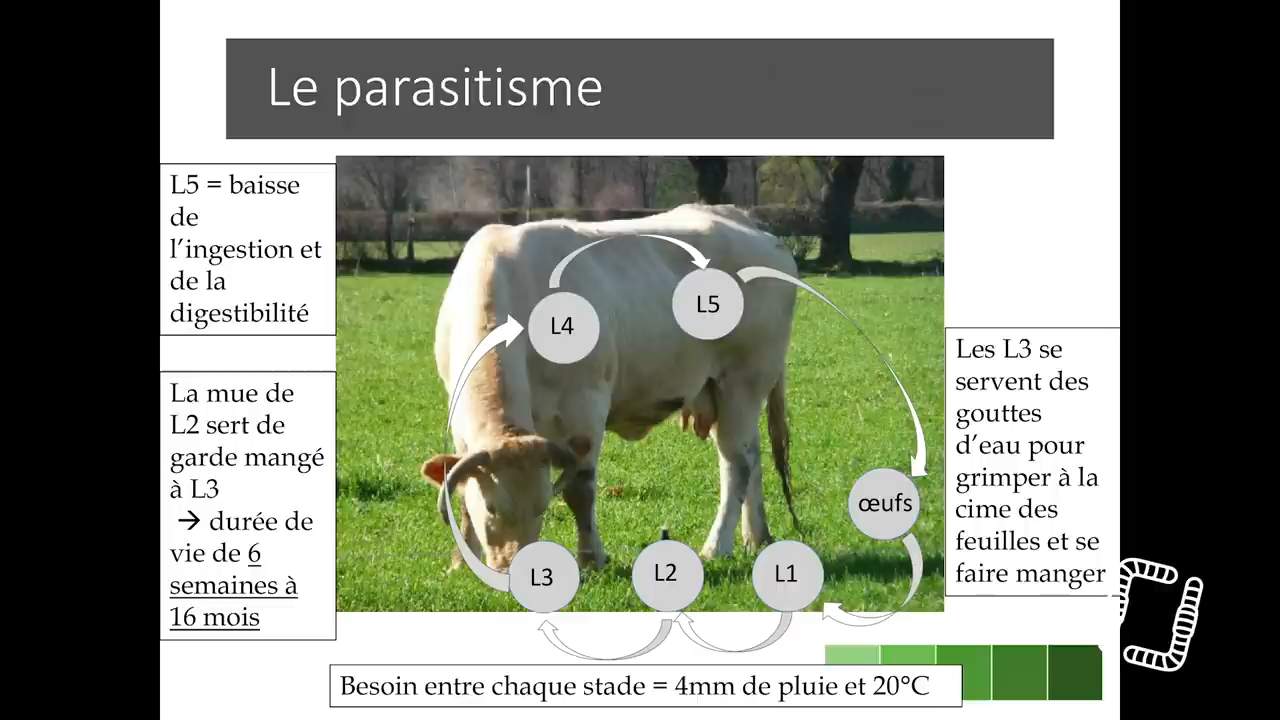 Le parasitisme
L5 = baisse
de
l’ingestion et
de la
digestibilité
La mue de
L2 sert de
garde mangé
à L3
→ durée de
vie de 6
semaines à
16 mois
L4
L5
œufs
L3
L2
L1
Les L3 se
servent des
gouttes
d’eau pour
grimper à la
cime des
feuilles et se
faire manger
Besoin entre chaque stade = 4mm de pluie et 20°C